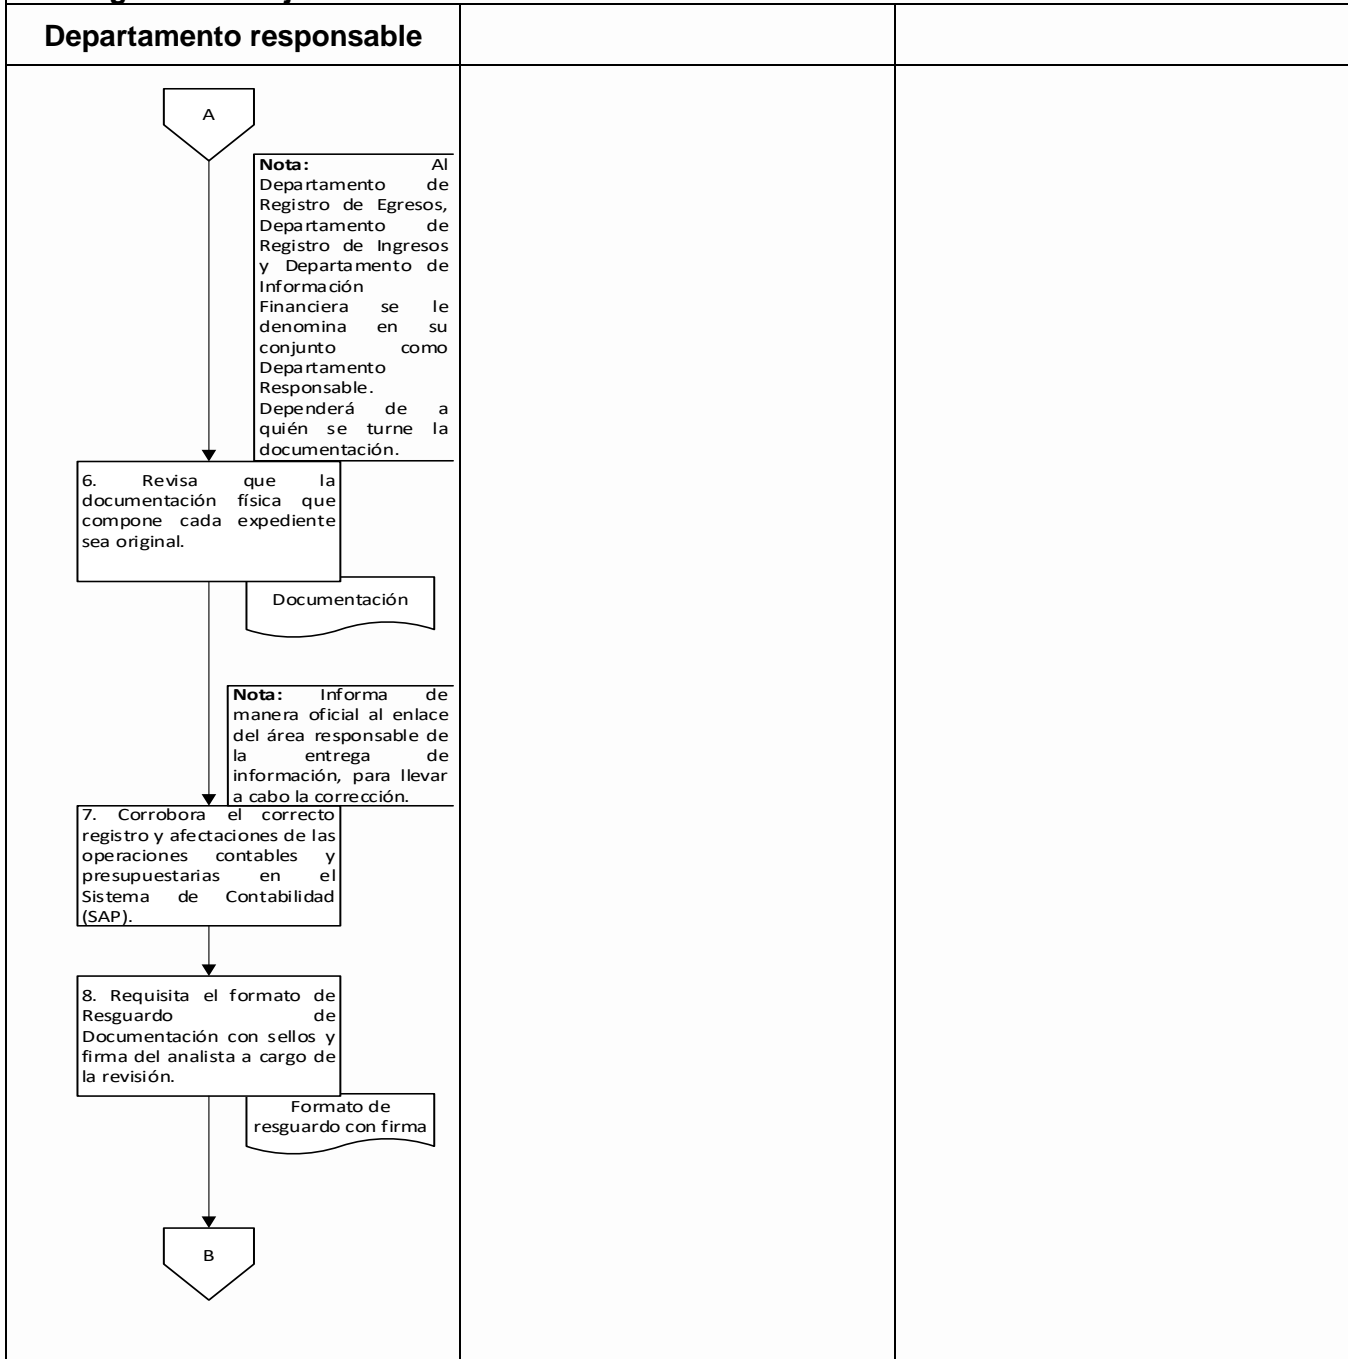 Departamento responsable
A
Nota: Al
Departamento de
Registro de Egresos,
Departamento de
Registro de Ingresos
y Departamento de
Información
Financiera se le
denomina en su
conjunto como
Departamento
Responsable.
Dependerá de a
quién se turne la
documentación.
6. Revisa que la
documentación física que
compone cada expediente
sea original.
Documentación
Nota: Informa de
manera oficial al enlace
del área responsable de
la entrega de
información, para llevar
a cabo la corrección.
7. Corrobora el correcto
registro y afectaciones de las
operaciones contables y
presupuestarias en el
Sistema de Contabilidad
(SAP).
8. Requisita el formato de
Resguardo de
Documentación con sellos y
firma del analista a cargo de
la revisión.
Formato de
resguardo con firma
B